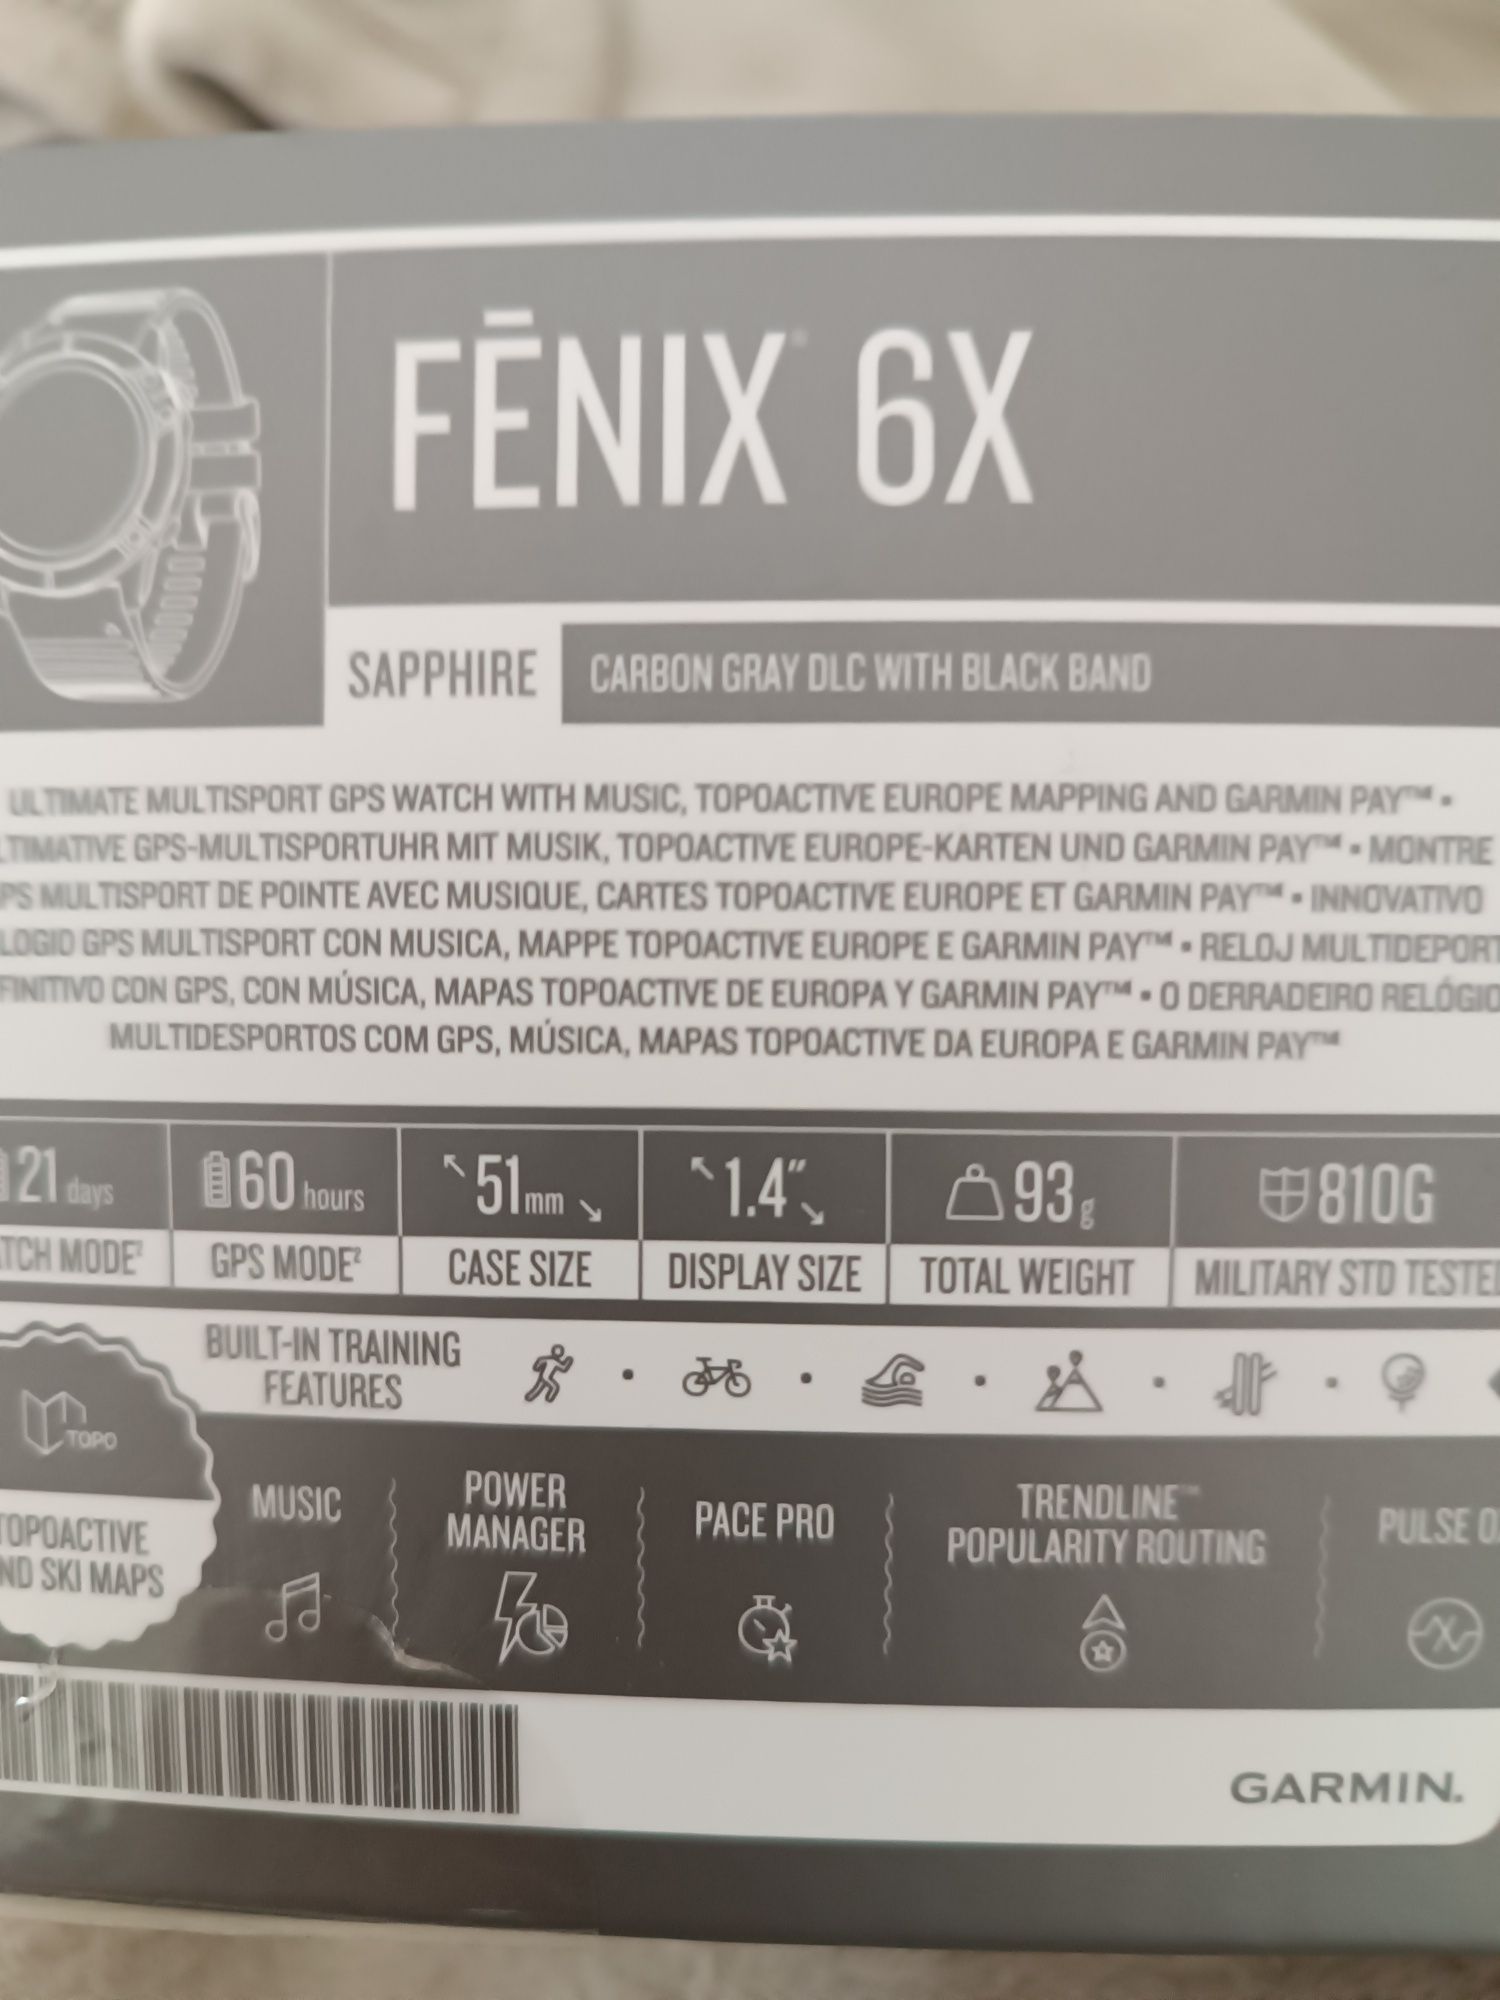 FĒNIX® 6X
SAPPHIRE
CARBON GRAY DLC WITH BLACK BAND
ULTIMATE MULTISPORT GPS WATCH WITH MUSIC, TOPOACTIVE EUROPE MAPPING AND GARMIN PAY™ •
LTIMATIVE GPS-MULTISPORTUHR MIT MUSIK, TOPOACTIVE EUROPE-KARTEN UND GARMIN PAY™ • MONTRE
PS MULTISPORT DE POINTE AVEC MUSIQUE, CARTES TOPOACTIVE EUROPE ET GARMIN PAY™ • INNOVATIVO
LOGIO GPS MULTISPORT CON MUSICA, MAPPE TOPOACTIVE EUROPE E GARMIN PAY™ • RELOJ MULTIDEPORT
FINITIVO CON GPS, CON MÚSICA, MAPAS TOPOACTIVE DE EUROPA Y GARMIN PAY™ • O DERRADEIRO RELÓGIO
MULTIDESPORTOS COM GPS, MÚSICA, MAPAS TOPOACTIVE DA EUROPA E GARMIN PAY™
21 days
TCH MODE²
60 hours
GPS MODE²
51mm
CASE SIZE
1.4″
DISPLAY SIZE
93g
TOTAL WEIGHT
810G
MILITARY STD TESTED
BUILT-IN TRAINING
FEATURES
TOPO
TOPOACTIVE
ND SKI MAPS
MUSIC
POWER
MANAGER
PACE PRO
TRENDLINE™
POPULARITY ROUTING
PULSE O
GARMIN.